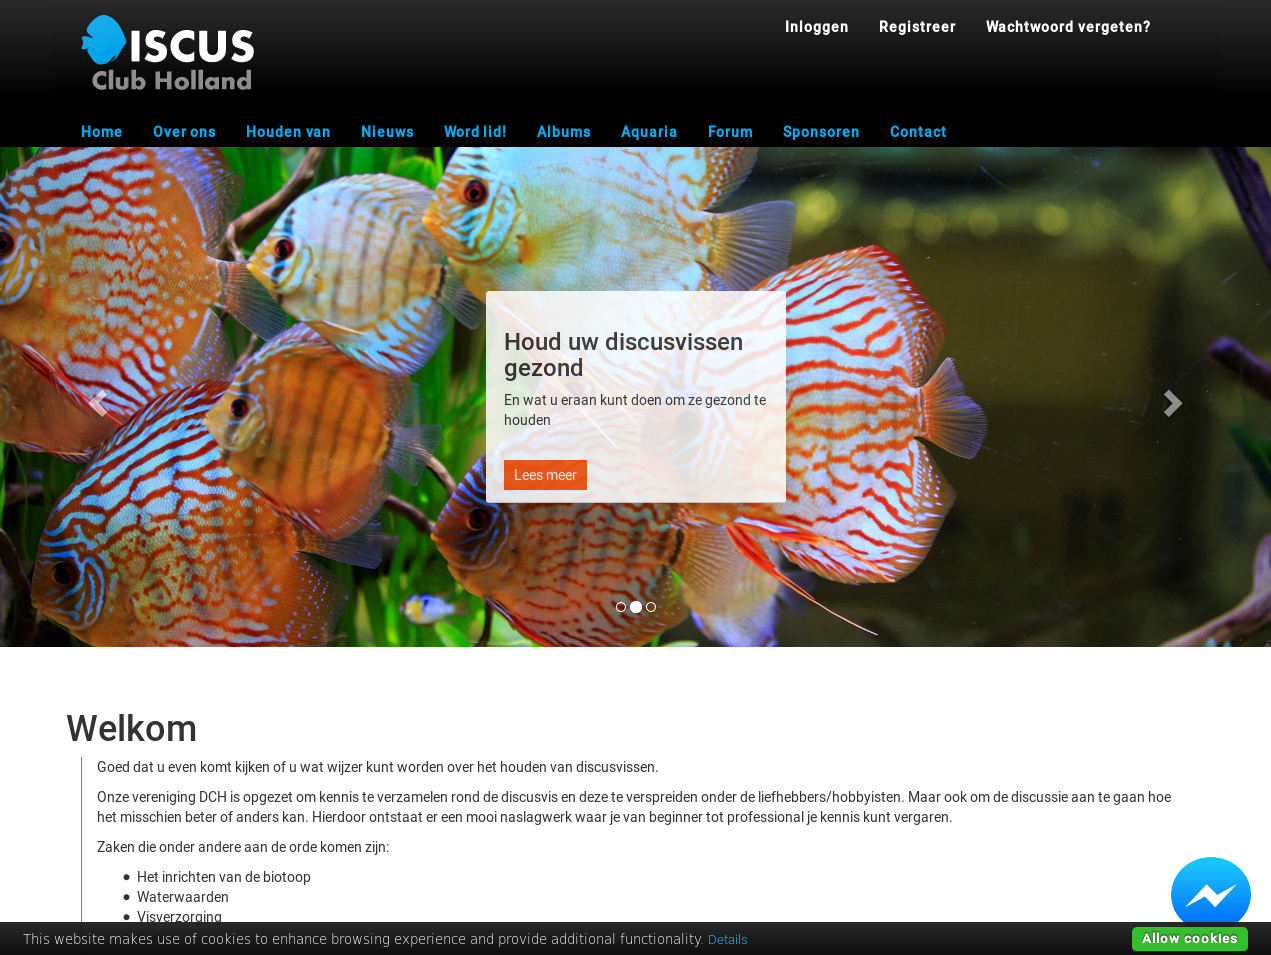 ISCUS
Club Holland
Inloggen Registreer Wachtwoord vergeten?
Home Over ons Houden van Nieuws Word lid! Albums Aquaria Forum Sponsoren Contact
Houd uw discusvissen
gezond
En wat u eraan kunt doen om ze gezond te
houden
Lees meer
Welkom
Goed dat u even komt kijken of u wat wijzer kunt worden over het houden van discusvissen.
Onze vereniging DCH is opgezet om kennis te verzamelen rond de discusvis en deze te verspreiden onder de liefhebbers/hobbyisten. Maar ook om de discussie aan te gaan hoe
het misschien beter of anders kan. Hierdoor ontstaat er een mooi naslagwerk waar je van beginner tot professional je kennis kunt vergaren.
Zaken die onder andere aan de orde komen zijn:
Het inrichten van de biotoop
Waterwaarden
Visverzorging
This website makes use of cookies to enhance browsing experience and provide additional functionality. Details
Allow cookies